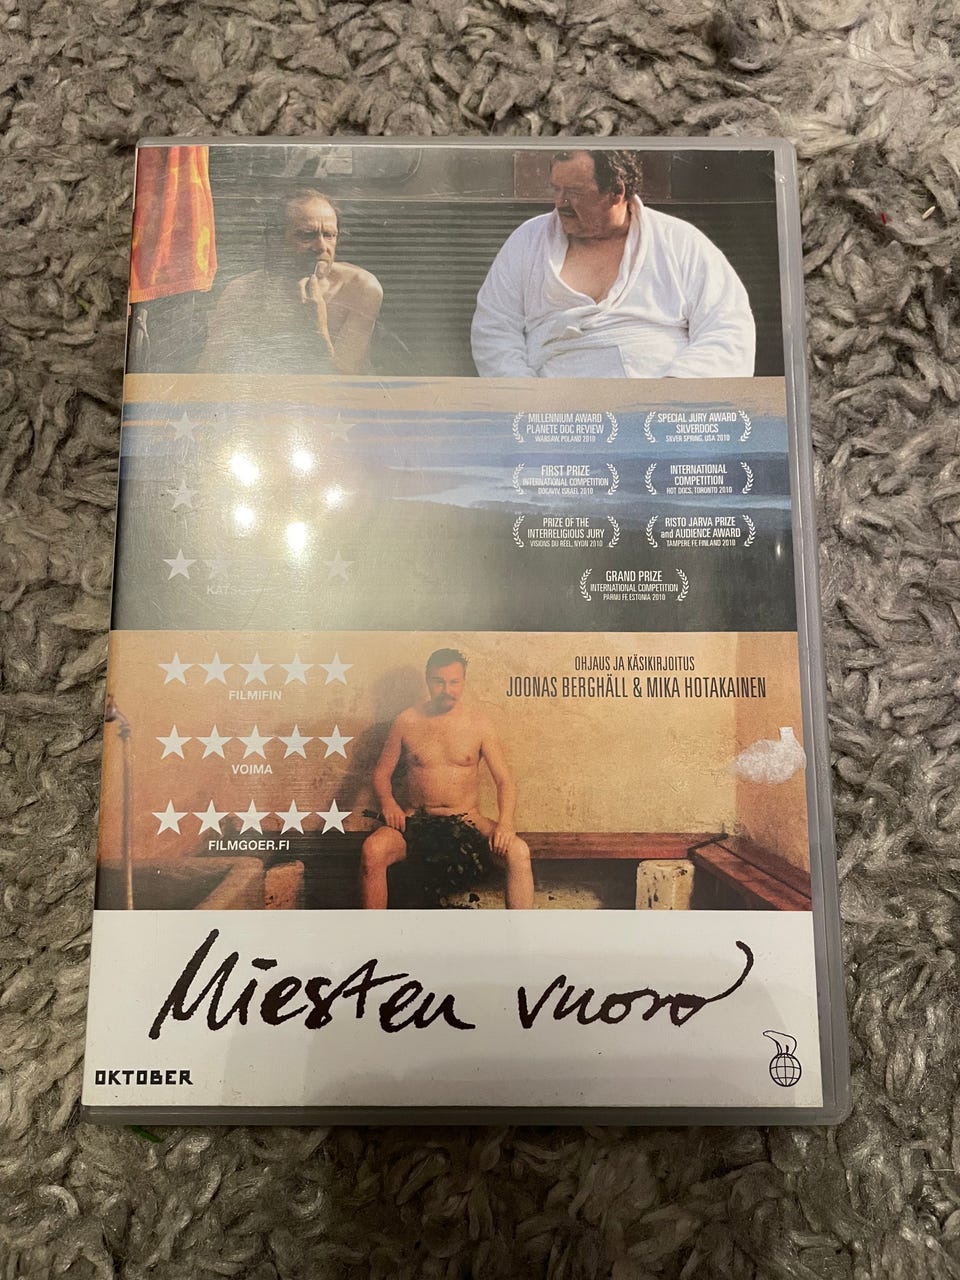 MILLENNIUM AWARD
PLANETE DOC REVIEW
WARSAW, POLAND 2010
SPECIAL JURY AWARD
SILVERDOCS
SILVER SPRING, USA 2010
FIRST PRIZE
INTERNATIONAL COMPETITION
DOCAVIV, ISRAEL 2010
INTERNATIONAL
COMPETITION
HOT DOCS, TORONTO 2010
PRIZE OF THE
INTERRELIGIOUS JURY
VISIONS DU RÉEL, NYON 2010
RISTO JARVA PRIZE
and AUDIENCE AWARD
TAMPERE FF, FINLAND 2010
GRAND PRIZE
INTERNATIONAL COMPETITION
PARNU FF, ESTONIA 2010
OHJAUS JA KÄSIKIRJOITUS
JOONAS BERGHÄLL & MIKA HOTAKAINEN
FILMIFIN
VOIMA
FILMGOER.FI
Miesten vuoro
OKTOBER